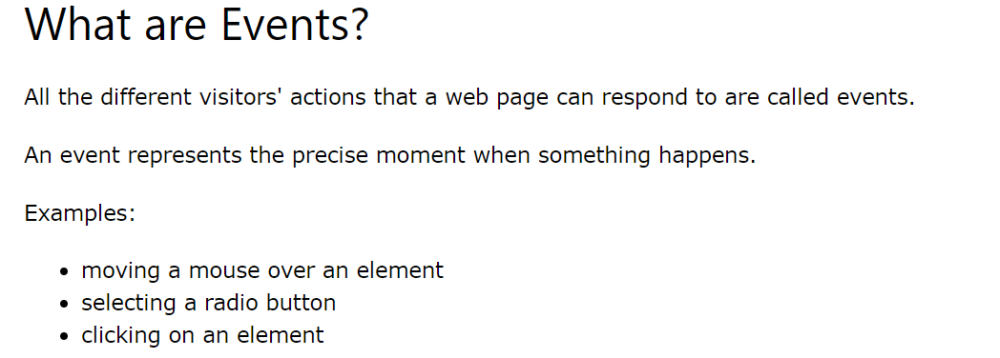 What are Events?
All the different visitors' actions that a web page can respond to are called events.
An event represents the precise moment when something happens.
Examples:
• moving a mouse over an element
• selecting a radio button
• clicking on an element